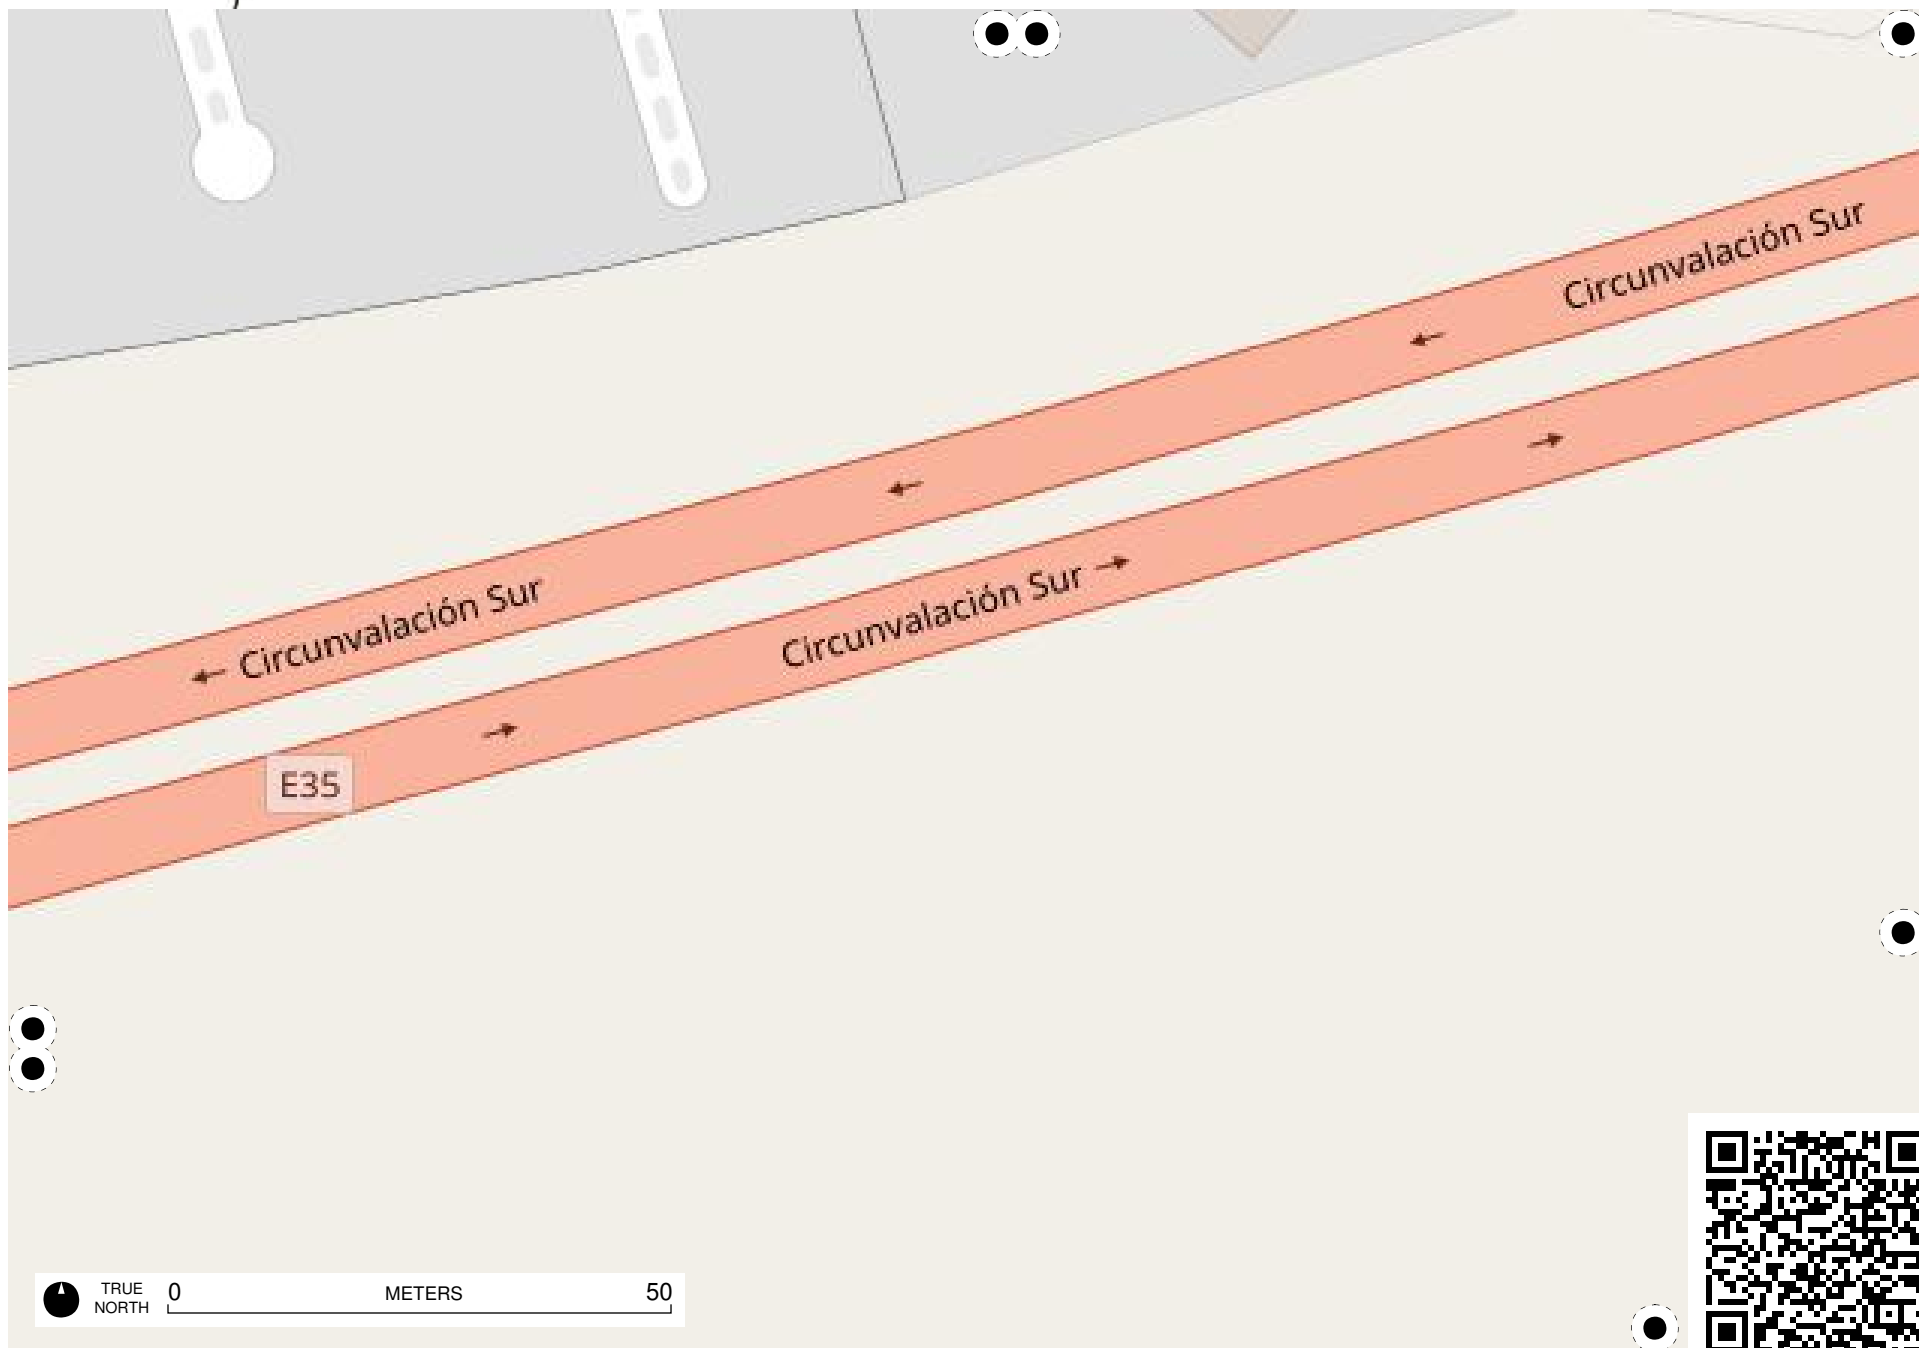 Circunvalación Sur
Circunvalación Sur
Circunvalación Sur
E35
TRUE
NORTH
0 METERS 50